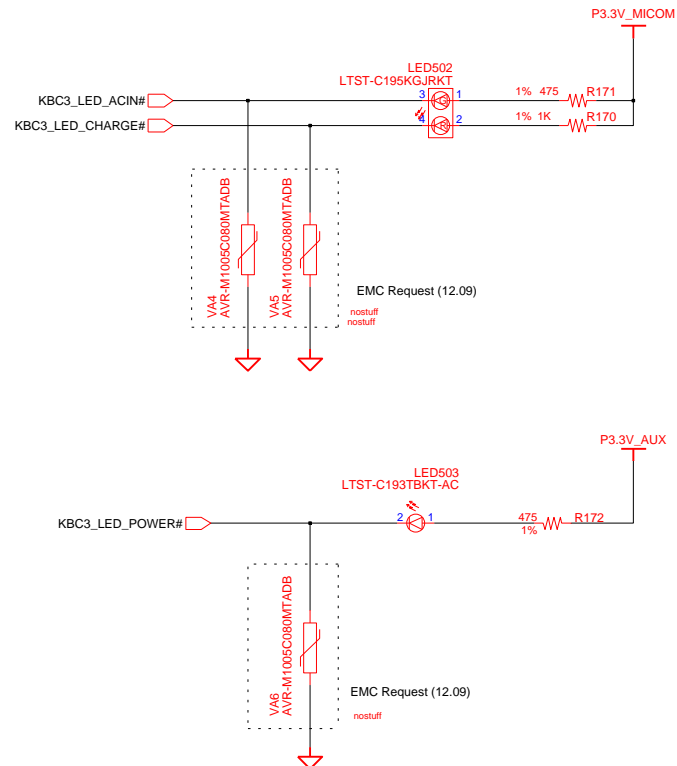 P3.3V_MICOM
LED502
LTST-C195KGJRKT
KBC3_LED_ACIN#
3
G
1
1%
475
R171
KBC3_LED_CHARGE#
4
R
2
1%
1K
R170
VA4
AVR-M1005C080MTADB
VA5
AVR-M1005C080MTADB
EMC Request (12.09)
nostuff
nostuff
P3.3V_AUX
LED503
LTST-C193TBKT-AC
KBC3_LED_POWER#
2
1
475
1%
R172
VA6
AVR-M1005C080MTADB
EMC Request (12.09)
nostuff